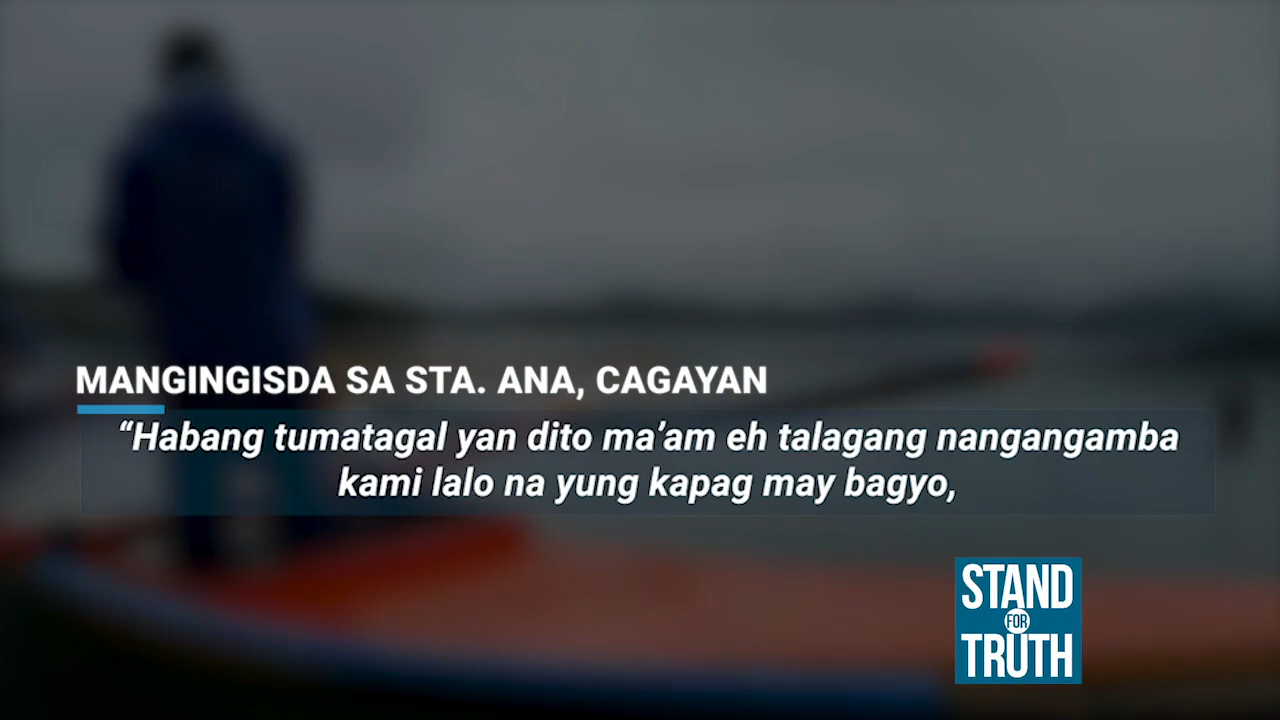 MANGINGISDA SA STA. ANA, CAGAYAN
“Habang tumatagal yan dito ma’am eh talagang nangangamba
kami lalo na yung kapag may bagyo,
STAND
FOR
TRUTH